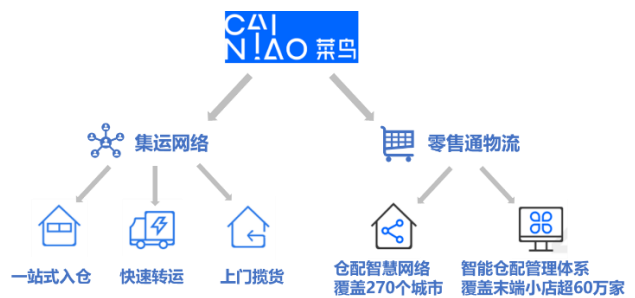 CAI
NIAO 菜鸟
集运网络
零售通物流
一站式入仓
快速转运
上门揽货
仓配智慧网络
覆盖270个城市
智能仓配管理体系
覆盖末端小店超60万家